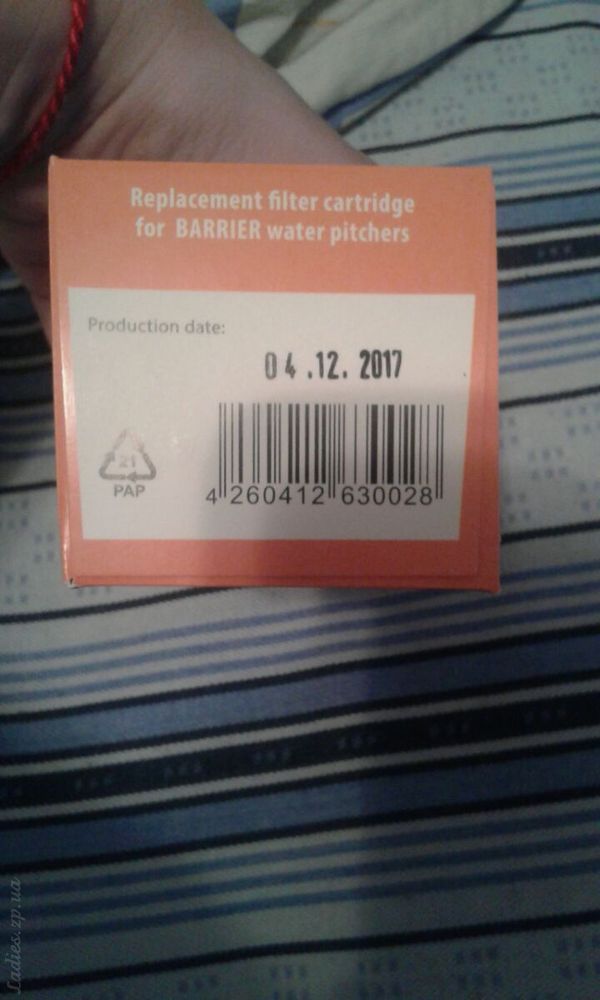 Replacement filter cartridge
for BARRIER water pitchers
Production date:
04.12.2017
21
PAP
4 260412 630028
Ladies.zp.ua